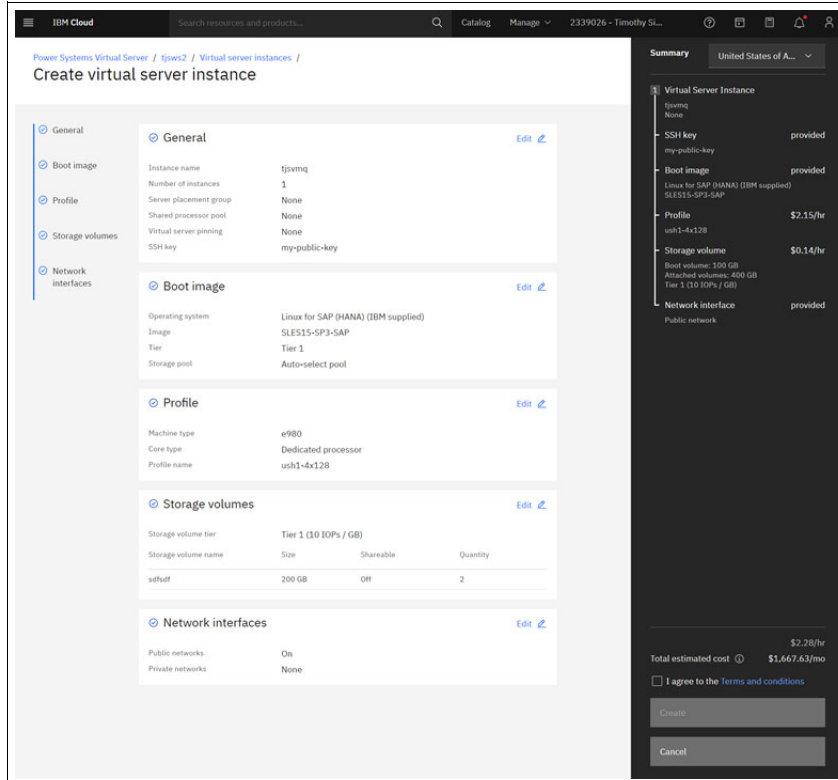 IBM Cloud
Search resources and products...
Catalog
Manage
2339026 - Timothy Si...
Power Systems Virtual Server / tjsws2 / Virtual server instances /
Create virtual server instance
General
Boot image
Profile
Storage volumes
Network
interfaces
General
Edit
Instance name tjsvmq
Number of instances 1
Server placement group None
Shared processor pool None
Virtual server pinning None
SSH key my-public-key
Boot image
Edit
Operating system Linux for SAP (HANA) (IBM supplied)
Image SLES15-SP3-SAP
Tier Tier 1
Storage pool Auto-select pool
Profile
Edit
Machine type e980
Core type Dedicated processor
Profile name ush1-4x128
Storage volumes
Edit
Storage volume tier Tier 1 (10 IOPs / GB)
Storage volume name Size Shareable Quantity
sdfsdf 200 GB Off 2
Network interfaces
Edit
Public networks On
Private networks None
Summary
United States of A...
1 Virtual Server Instance
tjsvmq
None
SSH key provided
my-public-key
Boot image provided
Linux for SAP (HANA) (IBM supplied)
SLES15-SP3-SAP
Profile $2.15/hr
ush1-4x128
Storage volume $0.14/hr
Boot volume: 100 GB
Attached volumes: 400 GB
Tier 1 (10 IOPs / GB)
Network interface provided
Public network
$2.28/hr
Total estimated cost $1,667.63/mo
I agree to the Terms and conditions
Create
Cancel